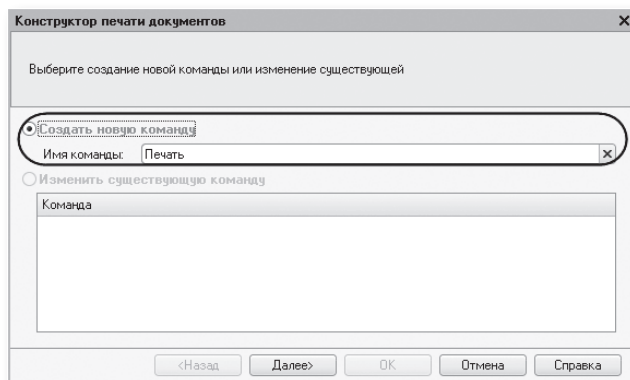 Конструктор печати документов
Выберите создание новой команды или изменение существующей
Создать новую команду
Имя команды: Печать
Изменить существующую команду
Команда
<Назад Далее> OK Отмена Справка